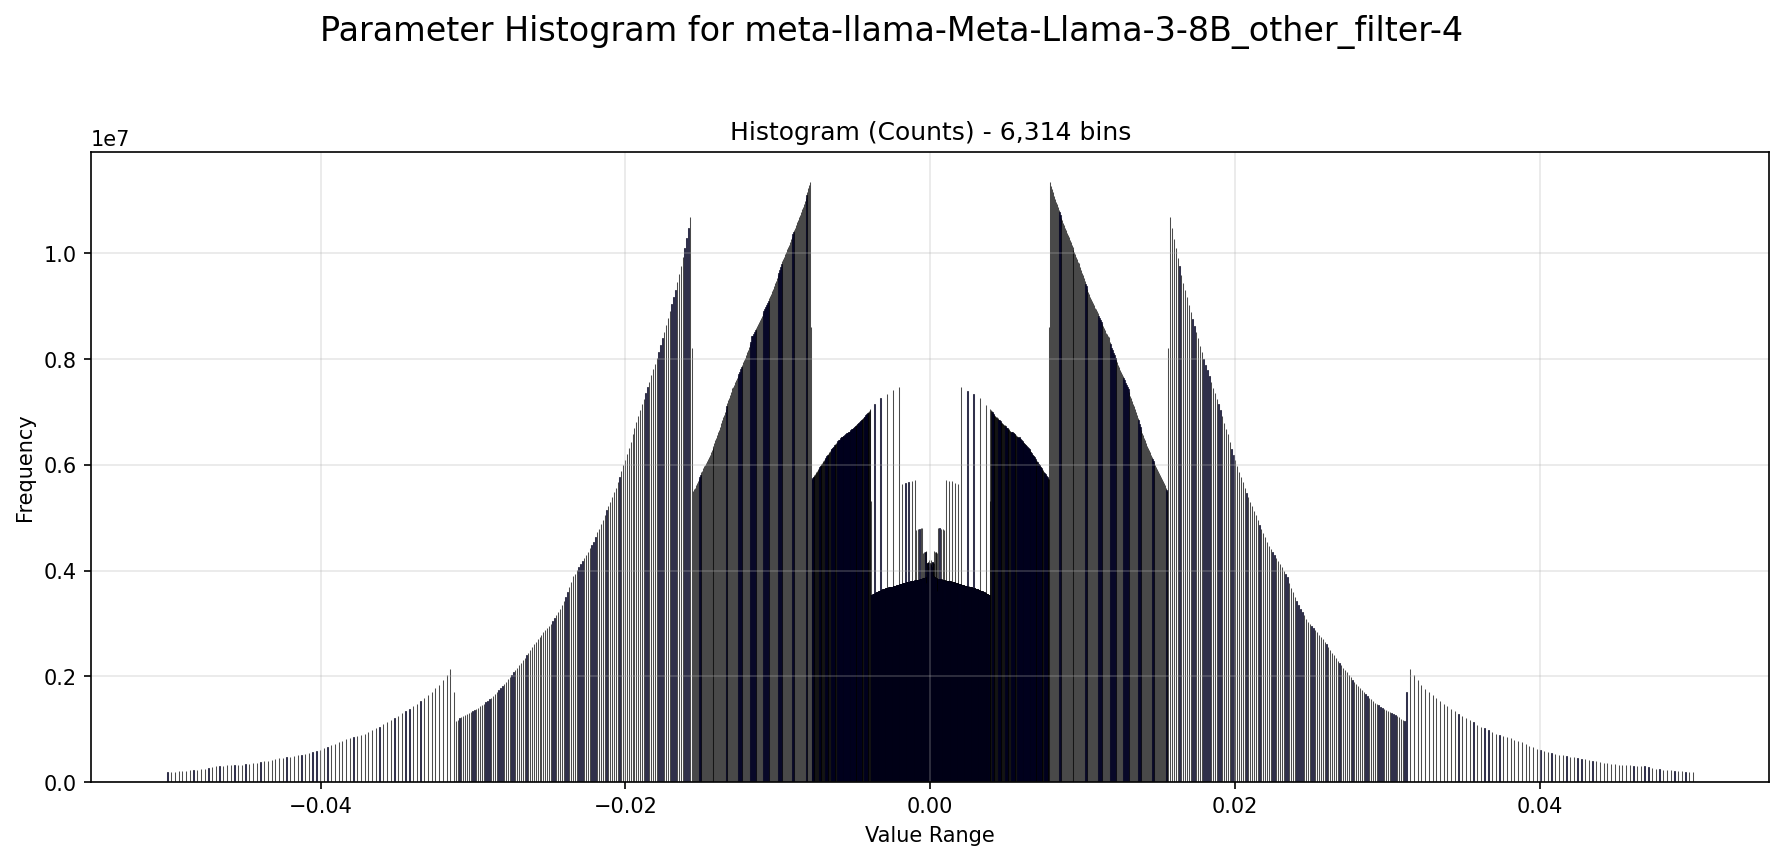 Parameter Histogram for meta-llama-Meta-Llama-3-8B_other_filter-4
Histogram (Counts) - 6,314 bins
1e7
1.0
0.8
0.6
0.4
0.2
0.0
Frequency
−0.04
−0.02
0.00
0.02
0.04
Value Range